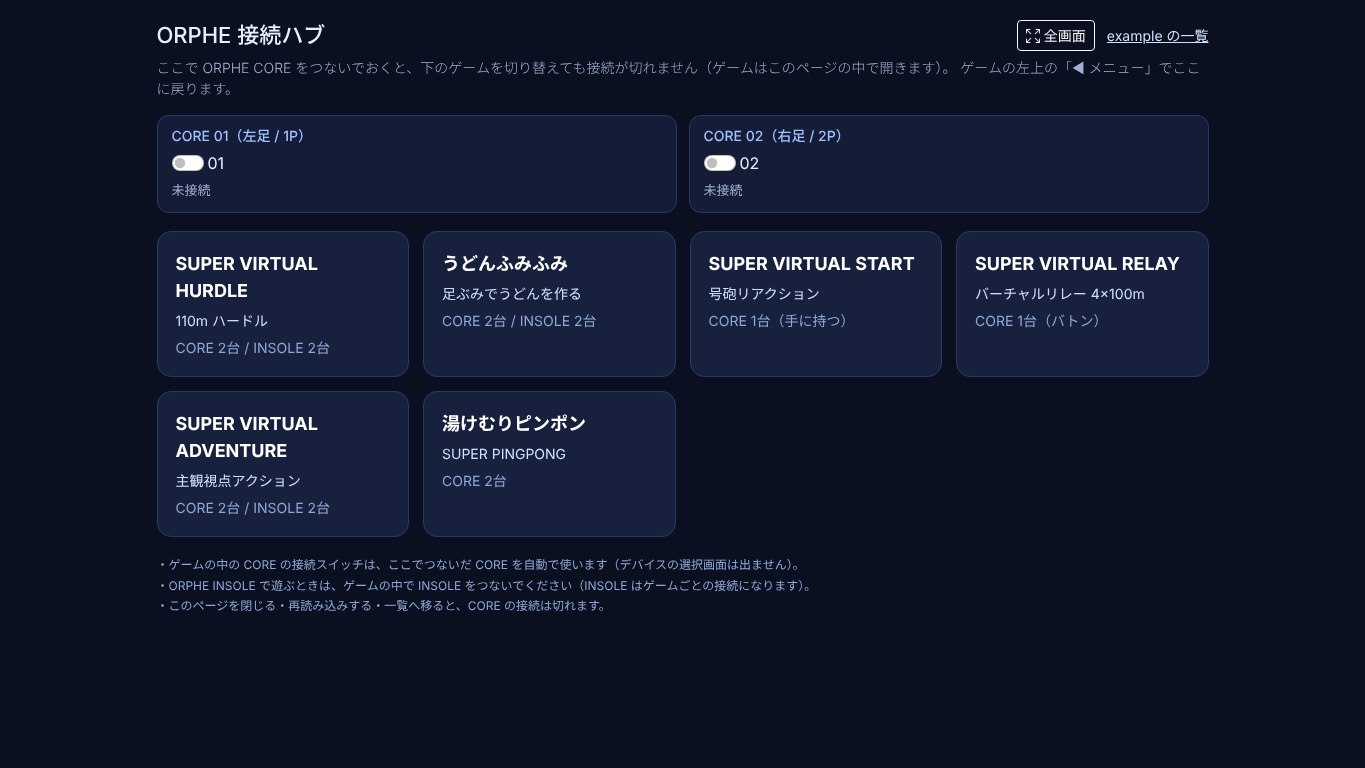 ORPHE 接続ハブ
全画面
example の一覧
ここで ORPHE CORE をつないでおくと、下のゲームを切り替えても接続が切れません（ゲームはこのページの中で開きます）。 ゲームの左上の「◀ メニュー」でここ
に戻ります。
CORE 01（左足 / 1P）
01
未接続
CORE 02（右足 / 2P）
02
未接続
SUPER VIRTUAL
HURDLE
110m ハードル
CORE 2台 / INSOLE 2台
うどんふみふみ
足ぶみでうどんを作る
CORE 2台 / INSOLE 2台
SUPER VIRTUAL START
号砲リアクション
CORE 1台（手に持つ）
SUPER VIRTUAL RELAY
バーチャルリレー 4×100m
CORE 1台（バトン）
SUPER VIRTUAL
ADVENTURE
主観視点アクション
CORE 2台 / INSOLE 2台
湯けむりピンポン
SUPER PINGPONG
CORE 2台
・ゲームの中の CORE の接続スイッチは、ここでつないだ CORE を自動で使います（デバイスの選択画面は出ません）。
・ORPHE INSOLE で遊ぶときは、ゲームの中で INSOLE をつないでください（INSOLE はゲームごとの接続になります）。
・このページを閉じる・再読み込みする・一覧へ移ると、CORE の接続は切れます。